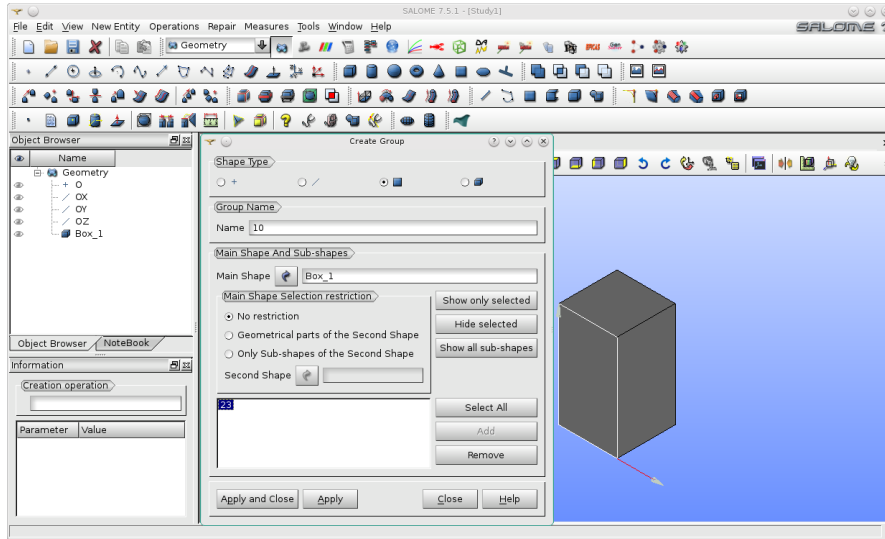 SALOME 7.5.1 - [Study1]
File Edit View New Entity Operations Repair Measures Tools Window Help
SALOME 7
Geometry
Object Browser
Name
Geometry
O
OX
OY
OZ
Box_1
Object Browser NoteBook
Information
Creation operation
Parameter Value
Create Group
Shape Type
Group Name
Name 10
Main Shape And Sub-shapes
Main Shape Box_1
Main Shape Selection restriction
No restriction
Geometrical parts of the Second Shape
Only Sub-shapes of the Second Shape
Second Shape
Show only selected
Hide selected
Show all sub-shapes
23
Select All
Add
Remove
Apply and Close Apply Close Help